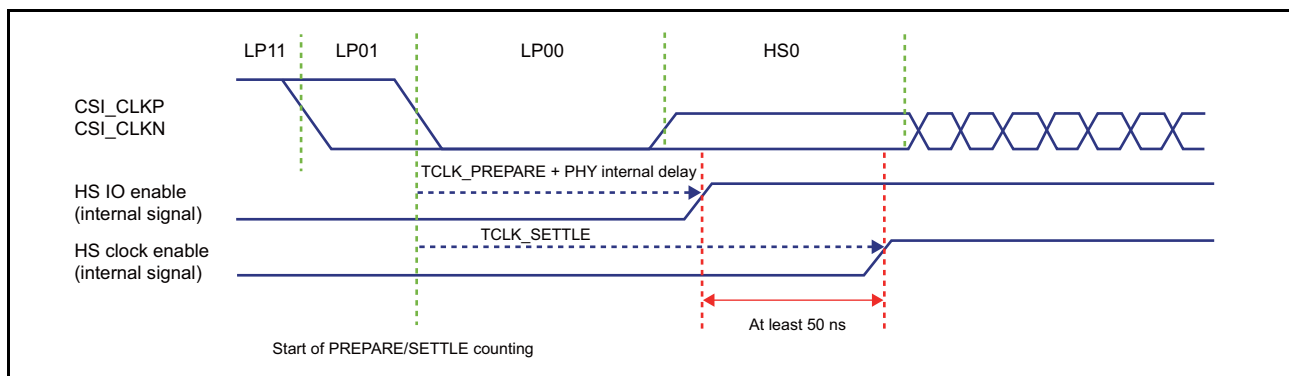 LP11 LP01 LP00 HS0
CSI_CLKP
CSI_CLKN
TCLK_PREPARE + PHY internal delay
HS IO enable
(internal signal)
TCLK_SETTLE
HS clock enable
(internal signal)
At least 50 ns
Start of PREPARE/SETTLE counting